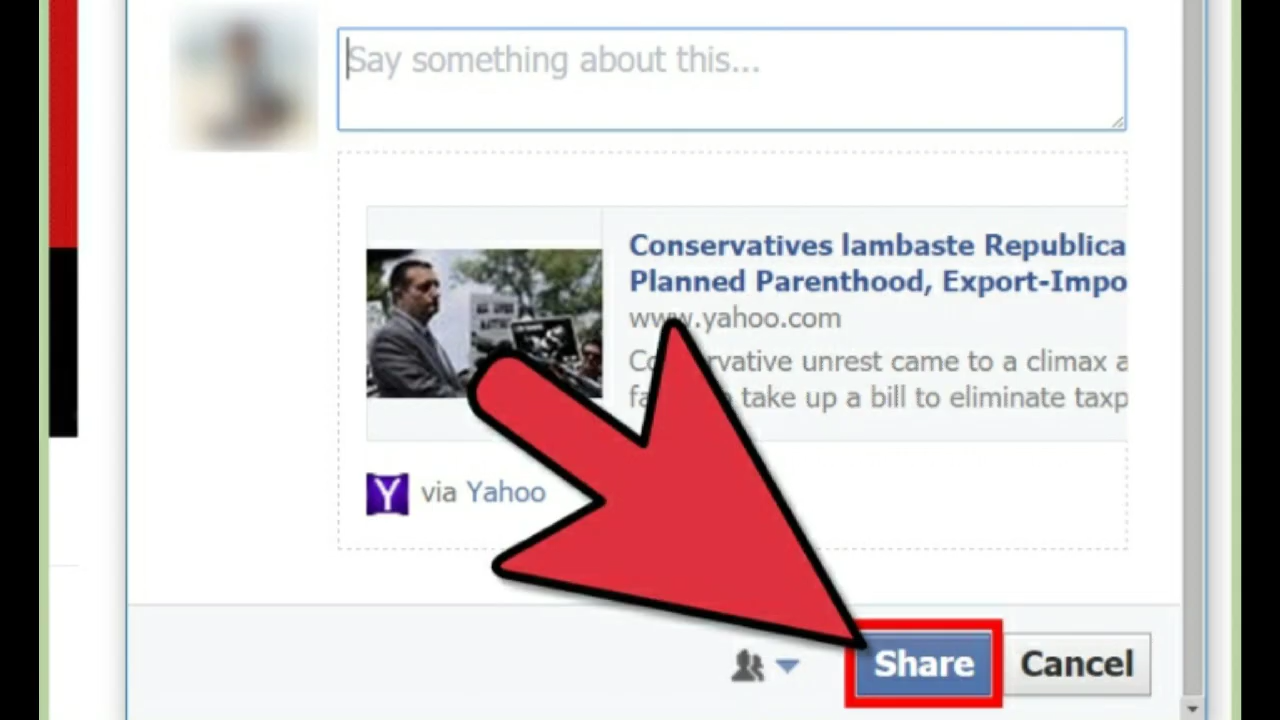 Say something about this...
Conservatives lambaste Republica
Planned Parenthood, Export-Impo
www.yahoo.com
vative unrest came to a climax a
take up a bill to eliminate taxp
Y via Yahoo
Share Cancel